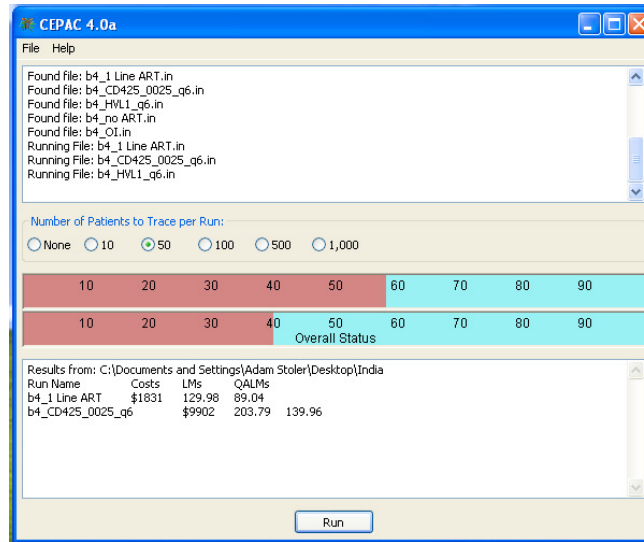 CEPAC 4.0a
File Help
Found file: b4_1 Line ART.in
Found file: b4_CD425_0025_q6.in
Found file: b4_HVL1_q6.in
Found file: b4_no ART.in
Found file: b4_OI.in
Running File: b4_1 Line ART.in
Running File: b4_CD425_0025_q6.in
Running File: b4_HVL1_q6.in
Number of Patients to Trace per Run:
None 10 50 100 500 1,000
10 20 30 40 50 60 70 80 90
10 20 30 40 50 60 70 80 90
Overall Status
Results from: C:\Documents and Settings\Adam Stoler\Desktop\India
Run Name Costs LMs QALMs
b4_1 Line ART $1831 129.98 89.04
b4_CD425_0025_q6 $9902 203.79 139.96
Run